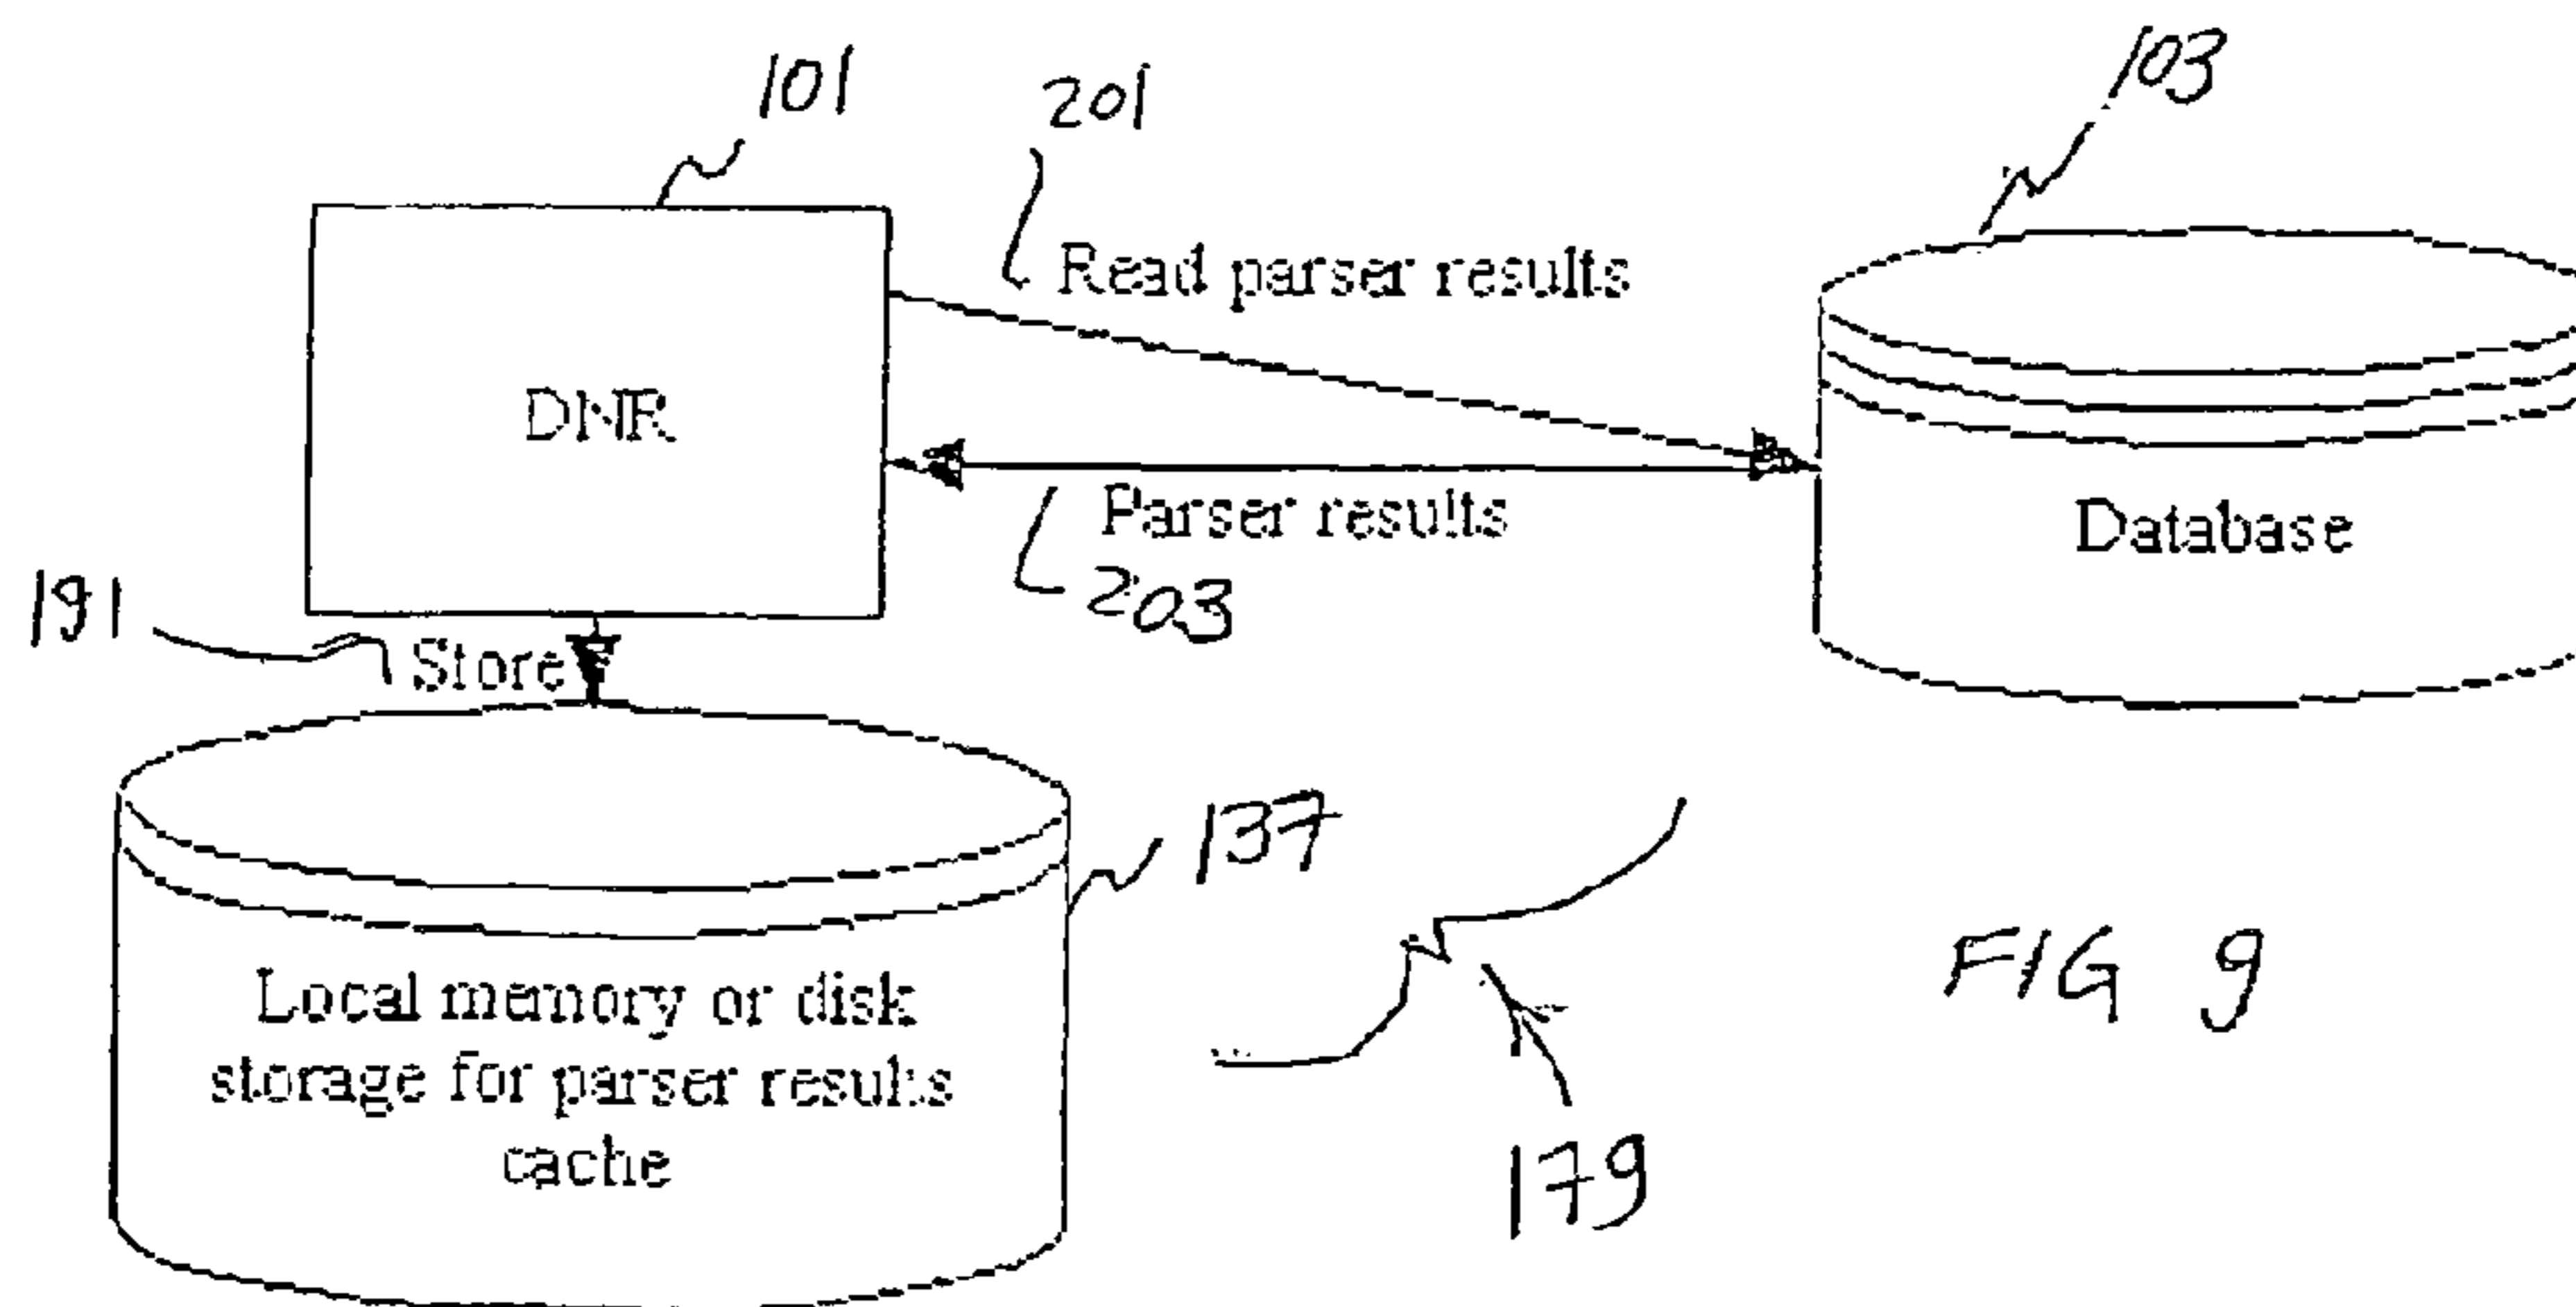 101
201
103
Read parser results
DNR
Parser results
203
Database
191
Store
137
Local memory or disk
storage for parser results
cache
FIG 9
179